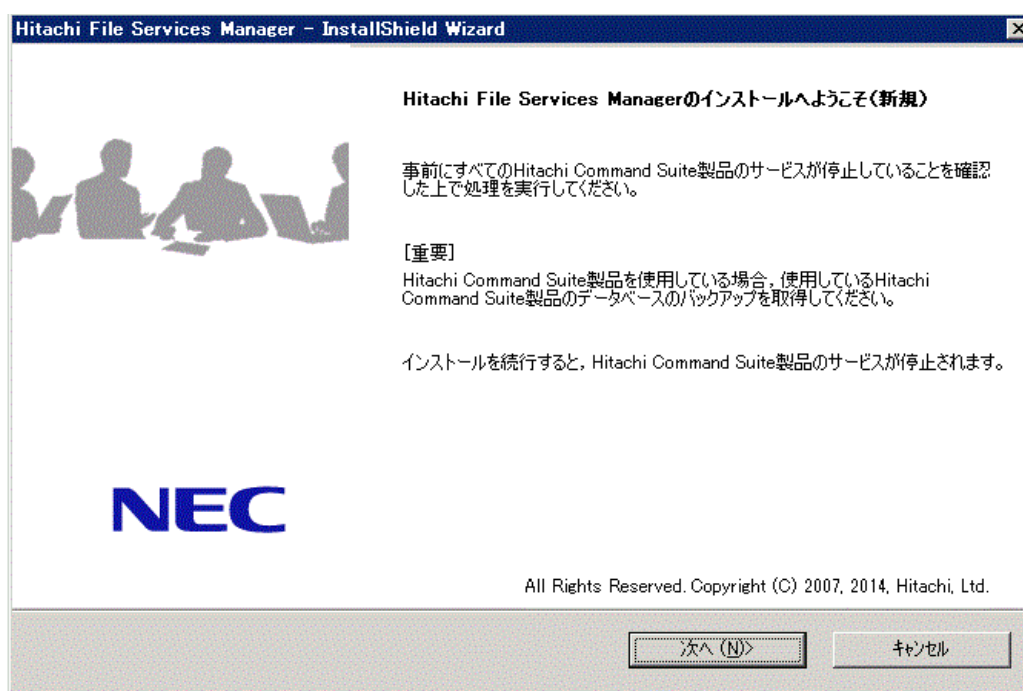 Hitachi File Services Manager - InstallShield Wizard
Hitachi File Services Managerのインストールへようこそ(新規)
事前にすべてのHitachi Command Suite製品のサービスが停止していることを確認
した上で処理を実行してください。
[重要]
Hitachi Command Suite製品を使用している場合，使用しているHitachi
Command Suite製品のデータベースのバックアップを取得してください。
インストールを続行すると，Hitachi Command Suite製品のサービスが停止されます。
NEC
All Rights Reserved. Copyright (C) 2007, 2014, Hitachi, Ltd.
次へ(N)>
キャンセル